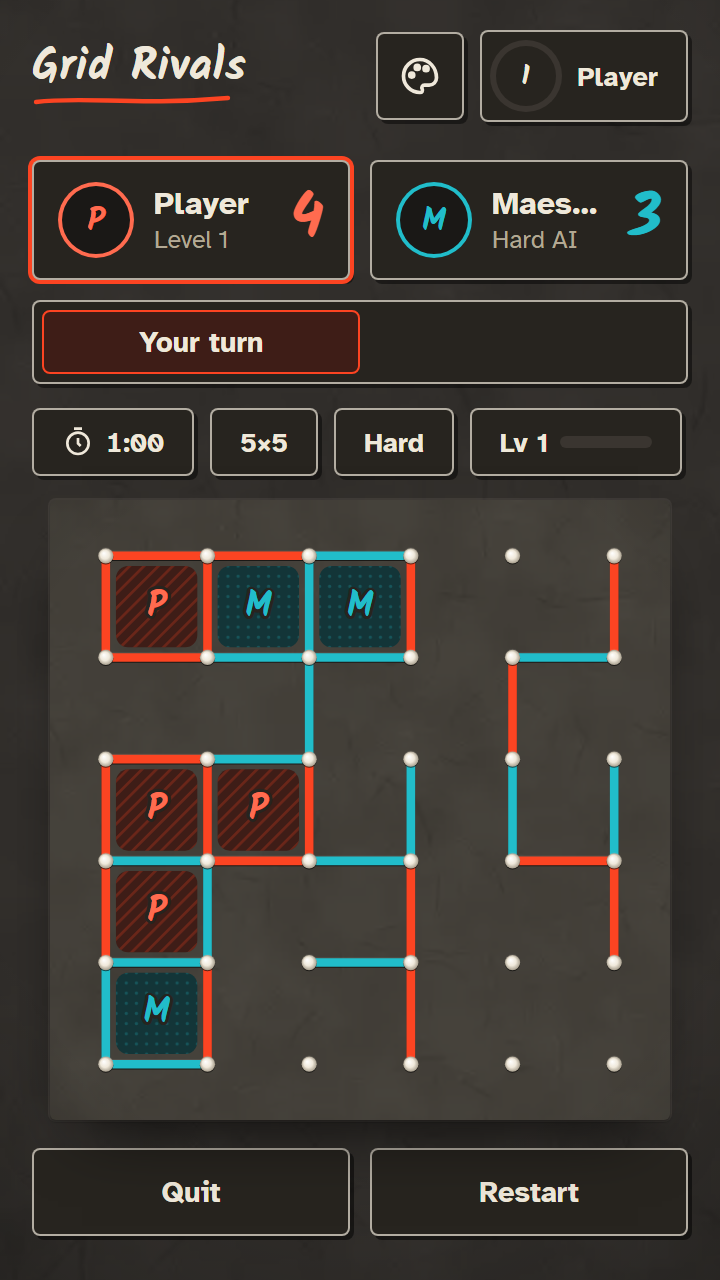 Grid Rivals
I Player
P Player 4
Level 1
M Maes... 3
Hard AI
Your turn
1:00 5×5 Hard Lv 1
P M M
P P
P
M
Quit Restart